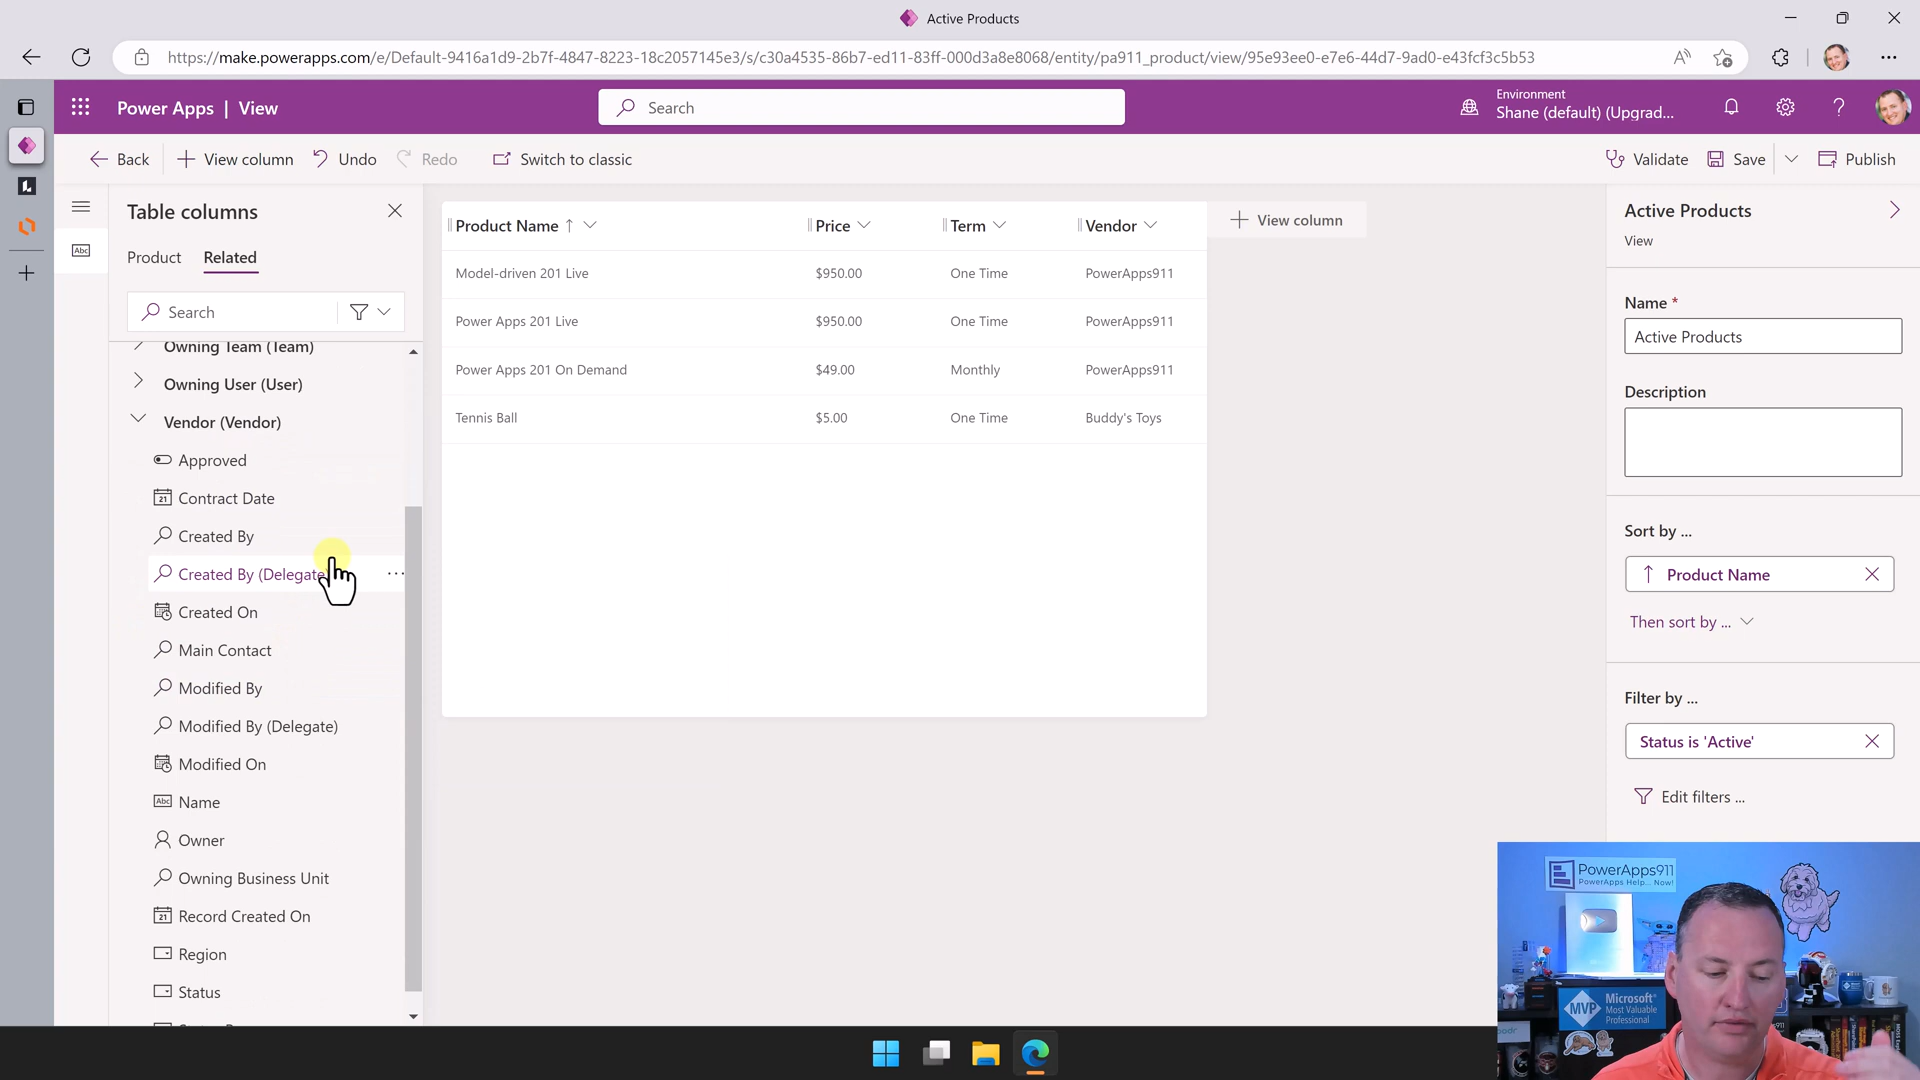 Active Products
https://make.powerapps.com/e/Default-9416a1d9-2b7f-4847-8223-18c2057145e3/s/c30a4535-86b7-ed11-83ff-000d3a8e8068/entity/pa911_product/view/95e93ee0-e7e6-44d7-9ad0-e43fcf3c5b53
Power Apps | View
Search
Environment
Shane (default) (Upgrad...
Back
View column
Undo
Redo
Switch to classic
Validate
Save
Publish
Table columns
Product
Related
Search
Owning Team (Team)
Owning User (User)
Vendor (Vendor)
Approved
Contract Date
Created By
Created By (Delegate
Created On
Main Contact
Modified By
Modified By (Delegate)
Modified On
Abc Name
Owner
Owning Business Unit
Record Created On
Region
Status
Product Name Price Term Vendor
View column
Model-driven 201 Live $950.00 One Time PowerApps911
Power Apps 201 Live $950.00 One Time PowerApps911
Power Apps 201 On Demand $49.00 Monthly PowerApps911
Tennis Ball $5.00 One Time Buddy's Toys
Active Products
View
Name *
Active Products
Description
Sort by ...
Product Name
Then sort by ...
Filter by ...
Status is 'Active'
Edit filters ...
PowerApps911
PowerApps Help... Now!
MVP
Microsoft
Most Valuable
Professional